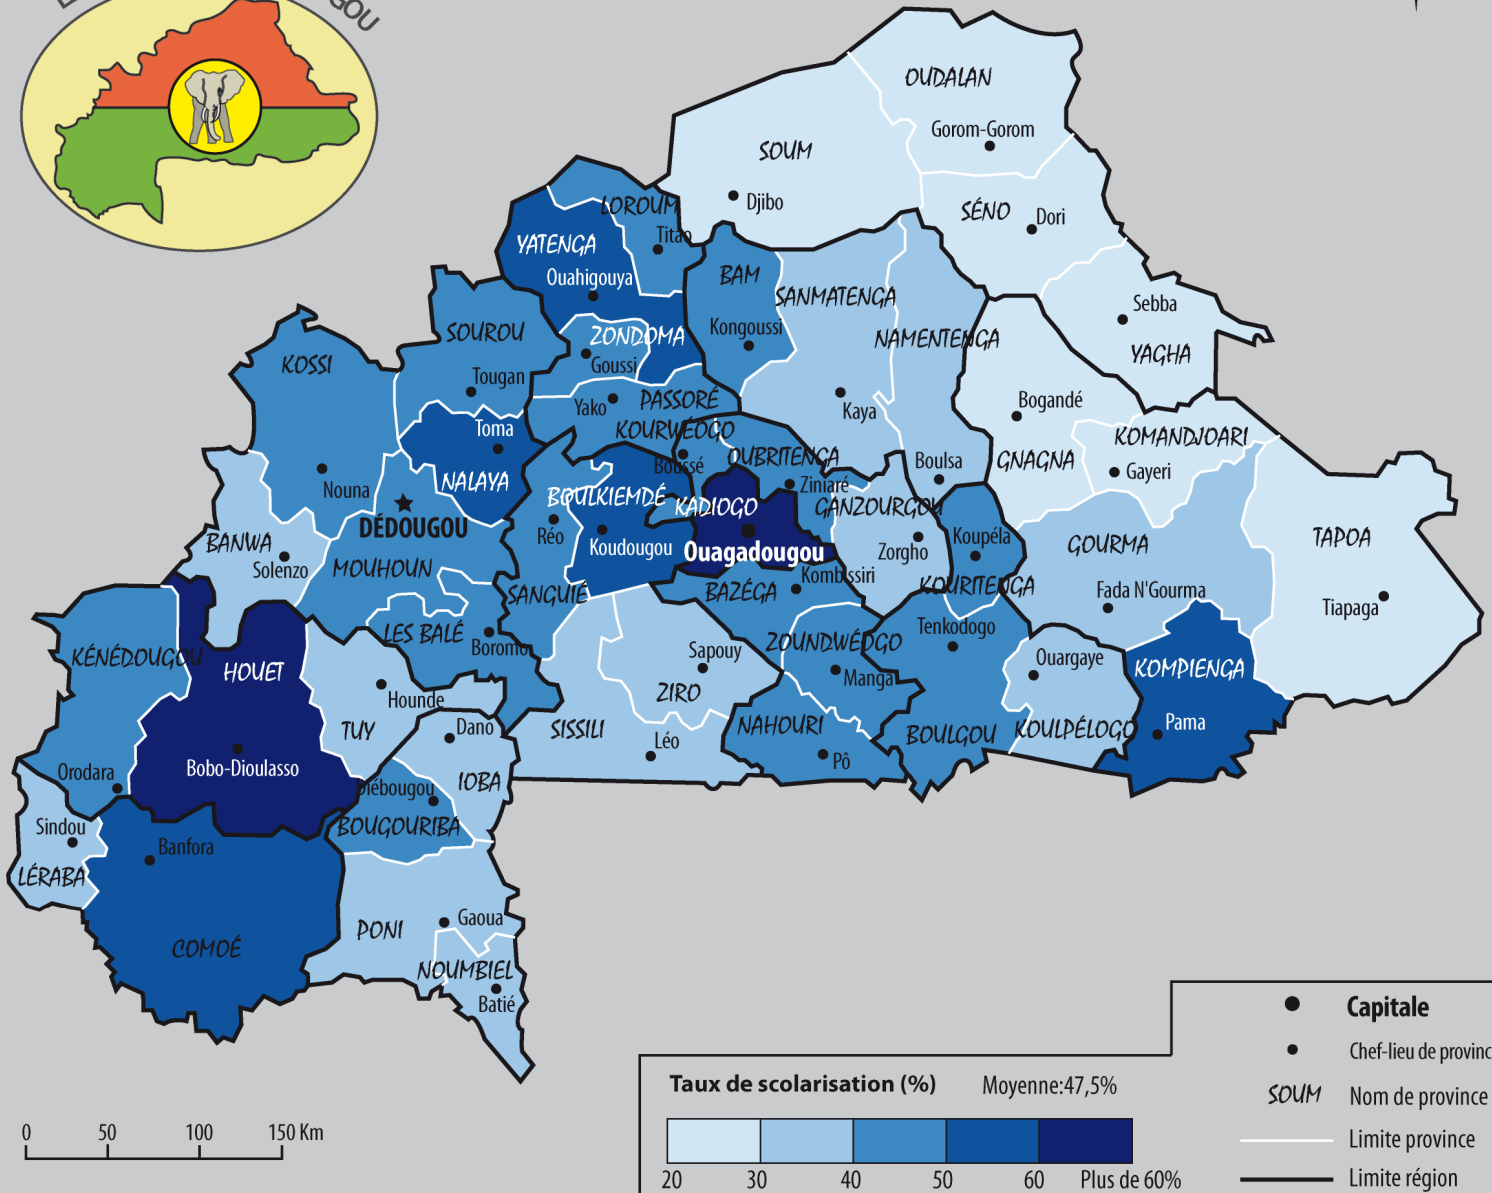 GOU
OUDALAN
Gorom-Gorom
SOUM
Djibo
SÉNO
Dori
LOROUM
Titao
YATENGA
Ouahigouya
BAM
SANMATENGA
Sebba
YAGHA
Kongoussi
NAMENTENGA
SOUROU
ZONDOMA
Goussi
KOSSI
Tougan
Yako
PASSORÉ
Kaya
Bogandé
KOMANDJOARI
Gayeri
GNAGNA
Toma
NALAYA
KOURWÉOGO
Boussé
OUBRITENGA
Ziniaré
Boulsa
Nouna
DÉDOUGOU
BOULKIEMDÉ
KADIOGO
GANZOURGOU
Réo
Koudougou
Ouagadougou
Zorgho
Koupéla
GOURMA
TAPOA
BANWA
Solenzo
MOUHOUN
SANGUIÉ
BAZÉGA
Kombissiri
KOURITENGA
Fada N'Gourma
Tiapaga
LES BALÉ
Boromo
ZOUNDWÉOGO
Tenkodogo
KÉNÉDOUGOU
HOUET
Sapouy
ZIRO
Manga
Ouargaye
KOMPIENGA
Hounde
TUY
Dano
SISSILI
Léo
NAHOURI
Pô
BOULGOU
KOULPÉLOGO
Pama
Orodara
Bobo-Dioulasso
Diébougou
IOBA
BOUGOURIBA
Sindou
LÉRABA
Banfora
COMOÉ
PONI
Gaoua
NOUMBIEL
Batié
0 50 100 150 Km
Taux de scolarisation (%) Moyenne:47,5%
20 30 40 50 60 Plus de 60%
Capitale
Chef-lieu de provinc
SOUM Nom de province
Limite province
Limite région